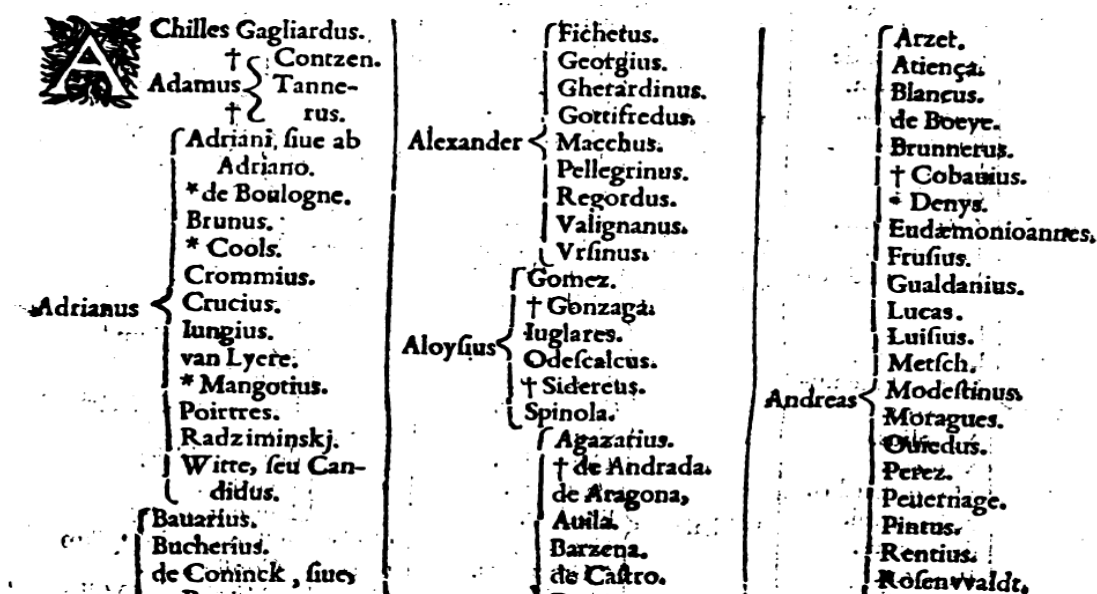 AChilles Gagliardus.
† Contzen.
Adamus Tanne-
† rus.
Adriani, ſiue ab
Adriano.
* de Boulogne.
Brunus.
* Cools.
Crommius.
Adrianus Crucius.
Iungius.
van Lyere.
* Mangotius.
Poirtres.
Radziminskj.
Witte, ſeu Can-
didus.
Bauarius.
Bucherius.
de Coninck, ſiue
Fichetus.
Georgius.
Gherardinus.
Gottifredus.
Alexander Macchus.
Pellegrinus.
Regordus.
Valignanus.
Vrſinus.
Gomez.
† Gonzaga.
Iuglares.
Aloyſius Odeſcalcus.
† Sidereus.
Spinola.
Agazarius.
† de Andrada.
de Aragona,
Auila.
Barzena.
de Caſtro.
Arzet.
Atiença.
Blancus.
de Boeye.
Brunnerus.
† Cobauius.
* Denys.
Eudæmonioannes.
Fruſius.
Gualdanius.
Lucas.
Luiſius.
Metſch.
Andreas Modeſtinus.
Moragues.
Ouiedus.
Perez.
Peuernage.
Pintus.
Rentius.
Roſenvvaldt.